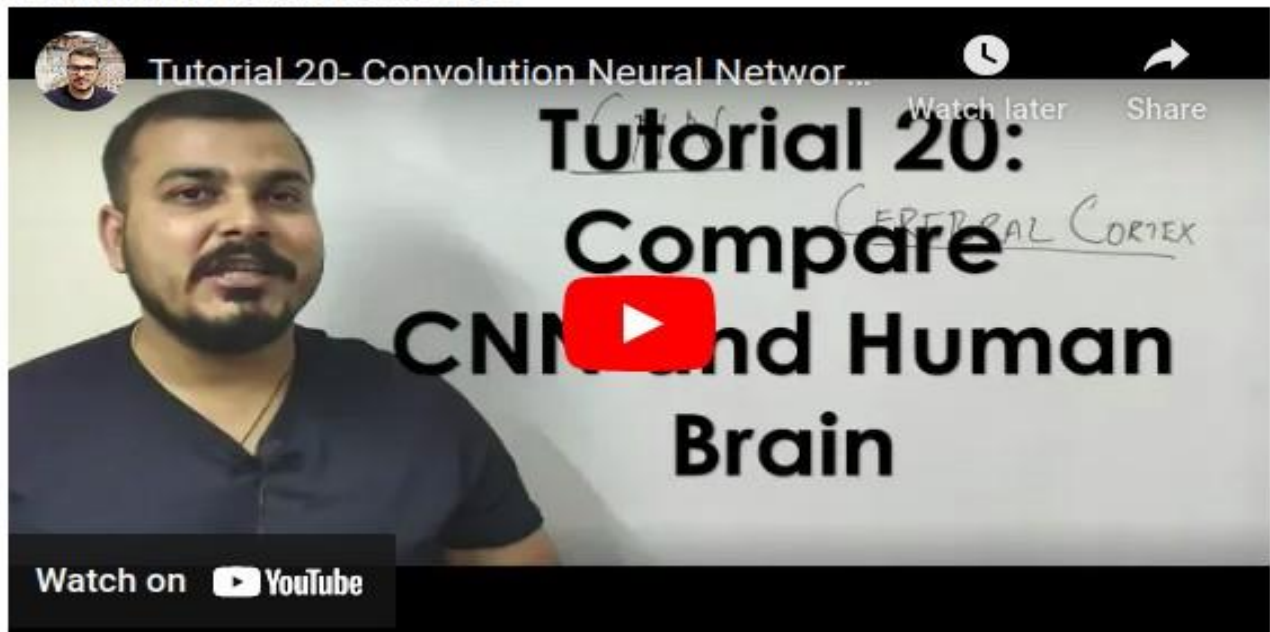 Tutorial 20- Convolution Neural Networ...
Watch later
Share
CNN
Tutorial 20:
CEREBRAL CORTEX
Compare
CNN and Human
Brain
Watch on YouTube